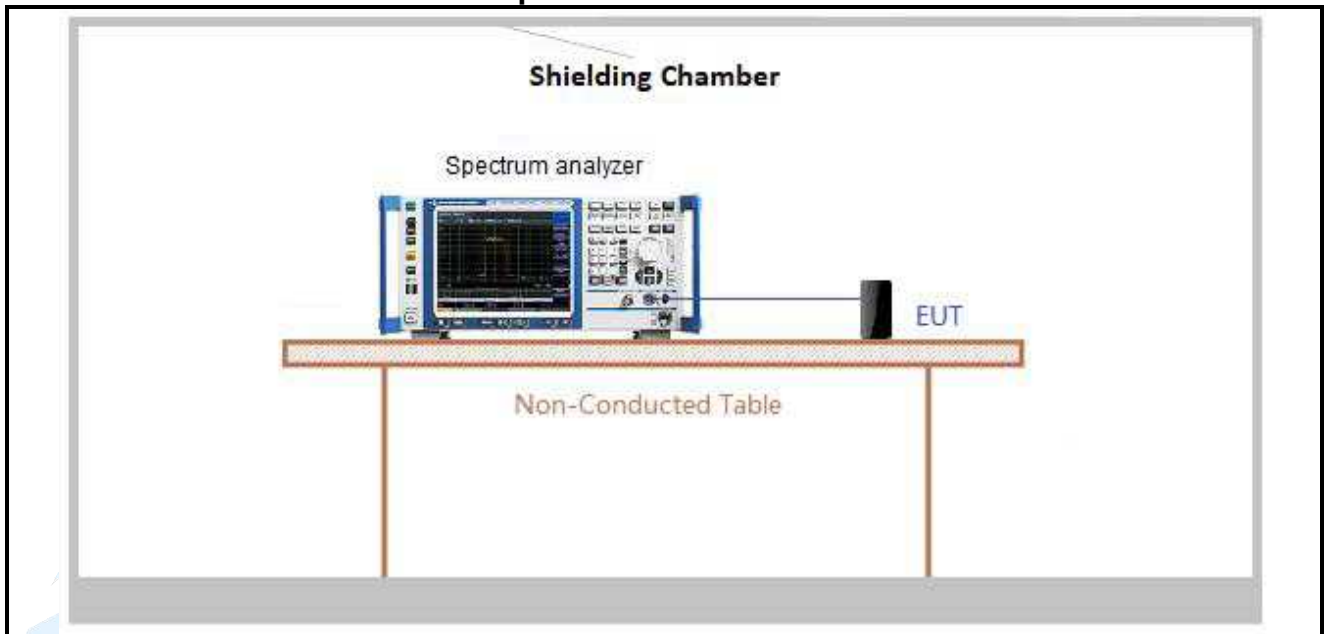 Shielding Chamber
Spectrum analyzer
EUT
Non-Conducted Table